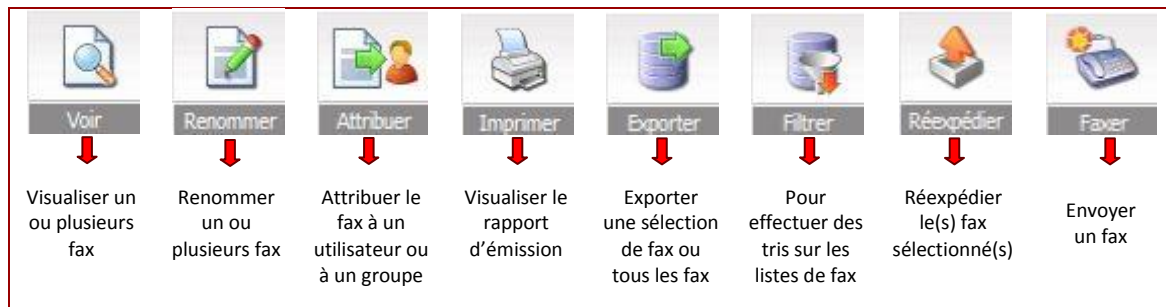 Voir
Renommer
Attribuer
Imprimer
Exporter
Filtrer
Réexpédier
Faxer
Visualiser un
ou plusieurs
fax
Renommer
un ou
plusieurs fax
Attribuer le
fax à un
utilisateur ou
à un groupe
Visualiser le
rapport
d’émission
Exporter
une sélection
de fax ou
tous les fax
Pour
effectuer des
tris sur les
listes de fax
Réexpédier
le(s) fax
sélectionné(s)
Envoyer
un fax